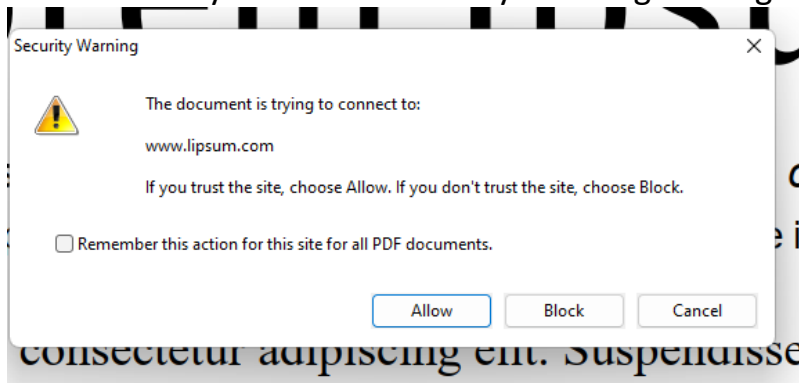 Security Warning
The document is trying to connect to:
www.lipsum.com
If you trust the site, choose Allow. If you don't trust the site, choose Block.
Remember this action for this site for all PDF documents.
Allow Block Cancel
consectetur adipiscing elit. Suspendisse